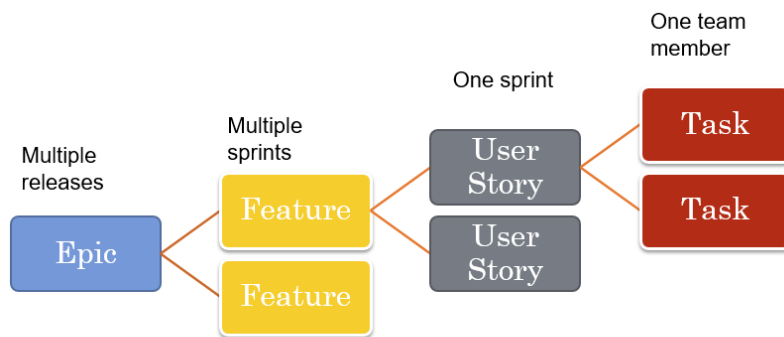 Multiple
releases
Epic
Multiple
sprints
Feature
Feature
One sprint
User
Story
User
Story
One team
member
Task
Task